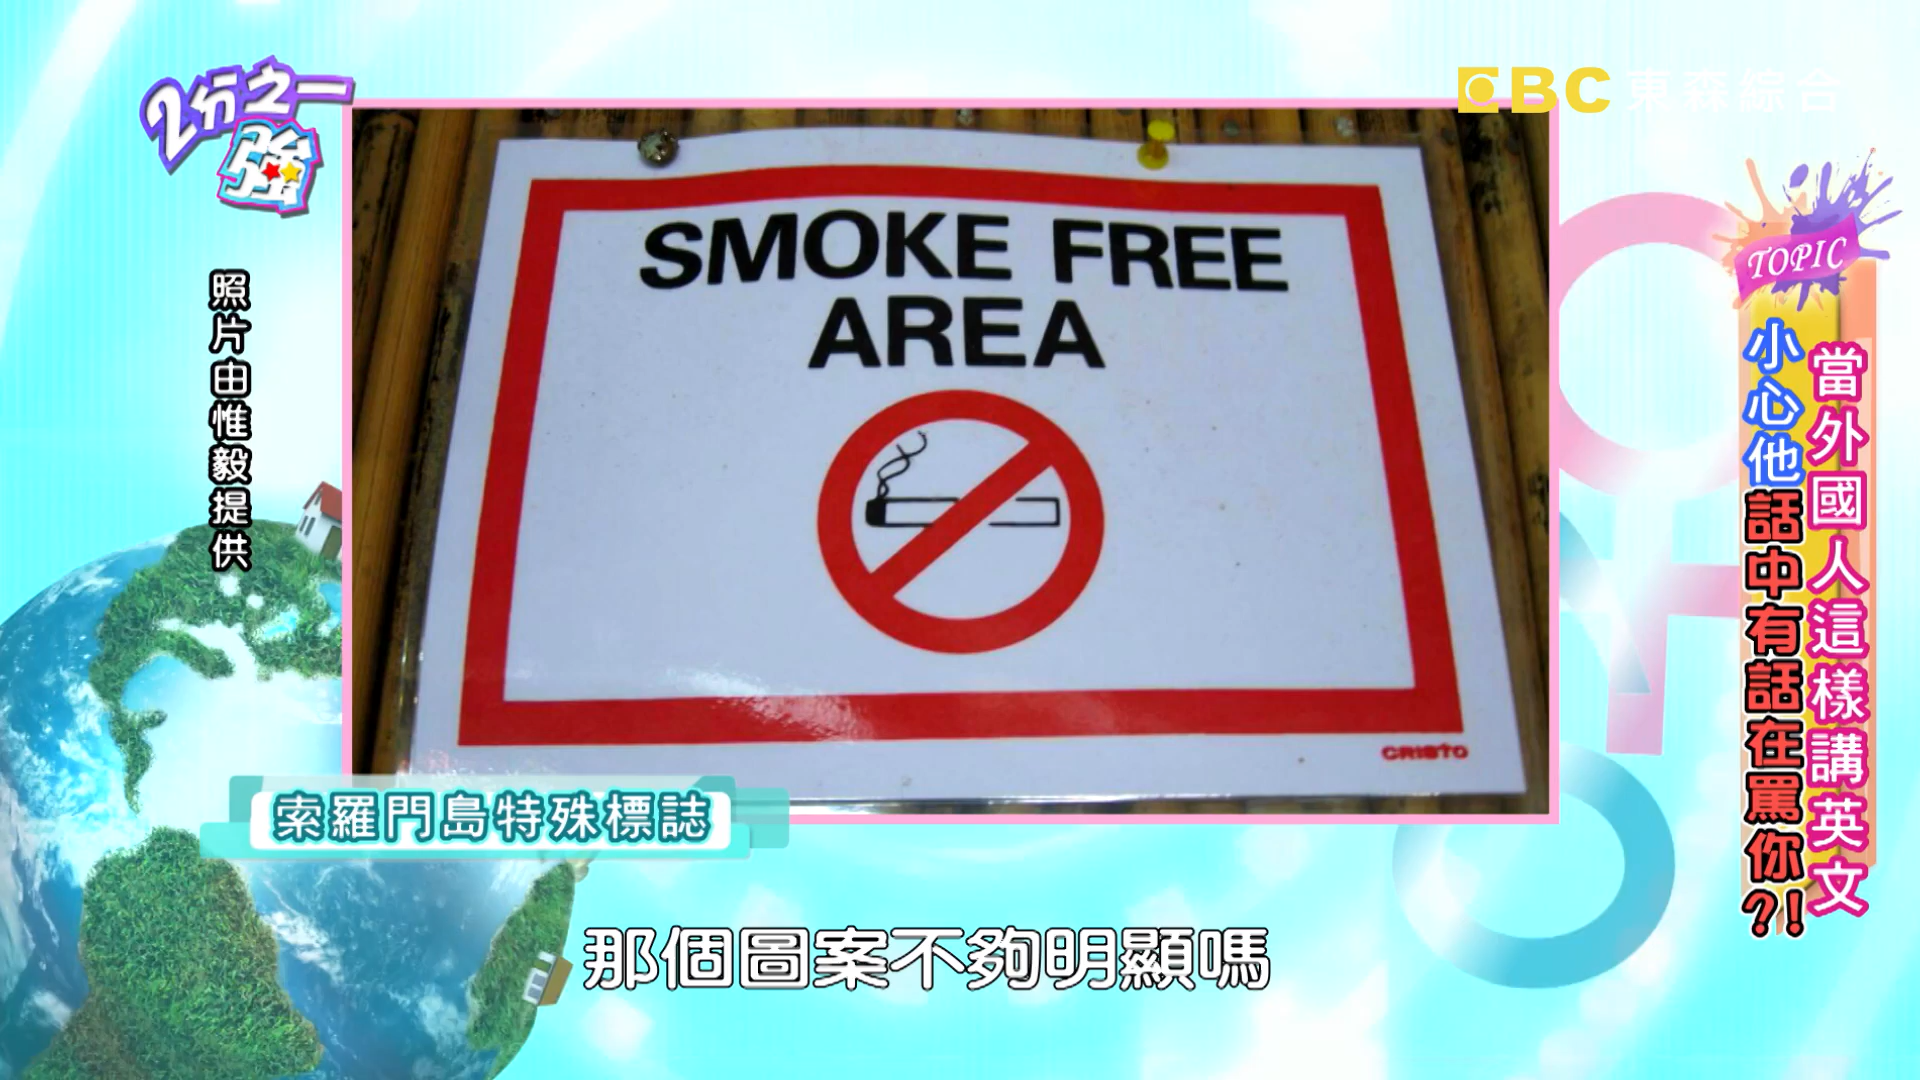 2分之一
強
EBC 東森綜合
照片由惟毅提供
SMOKE FREE
AREA
CRISTO
TOPIC
當外國人這樣講英文
小心他話中有話在罵你?!
索羅門島特殊標誌
那個圖案不夠明顯嗎